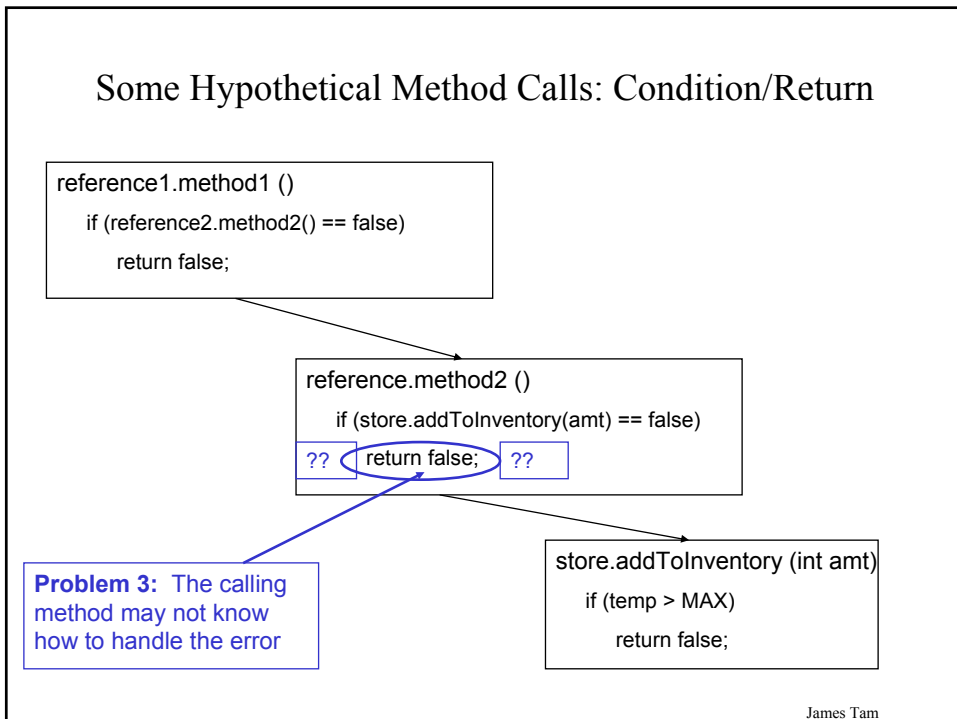 Some Hypothetical Method Calls: Condition/Return
reference1.method1 ()
if (reference2.method2() == false)
return false;
reference.method2 ()
if (store.addToInventory(amt) == false)
?? return false; ??
Problem 3: The calling
method may not know
how to handle the error
store.addToInventory (int amt)
if (temp > MAX)
return false;
James Tam